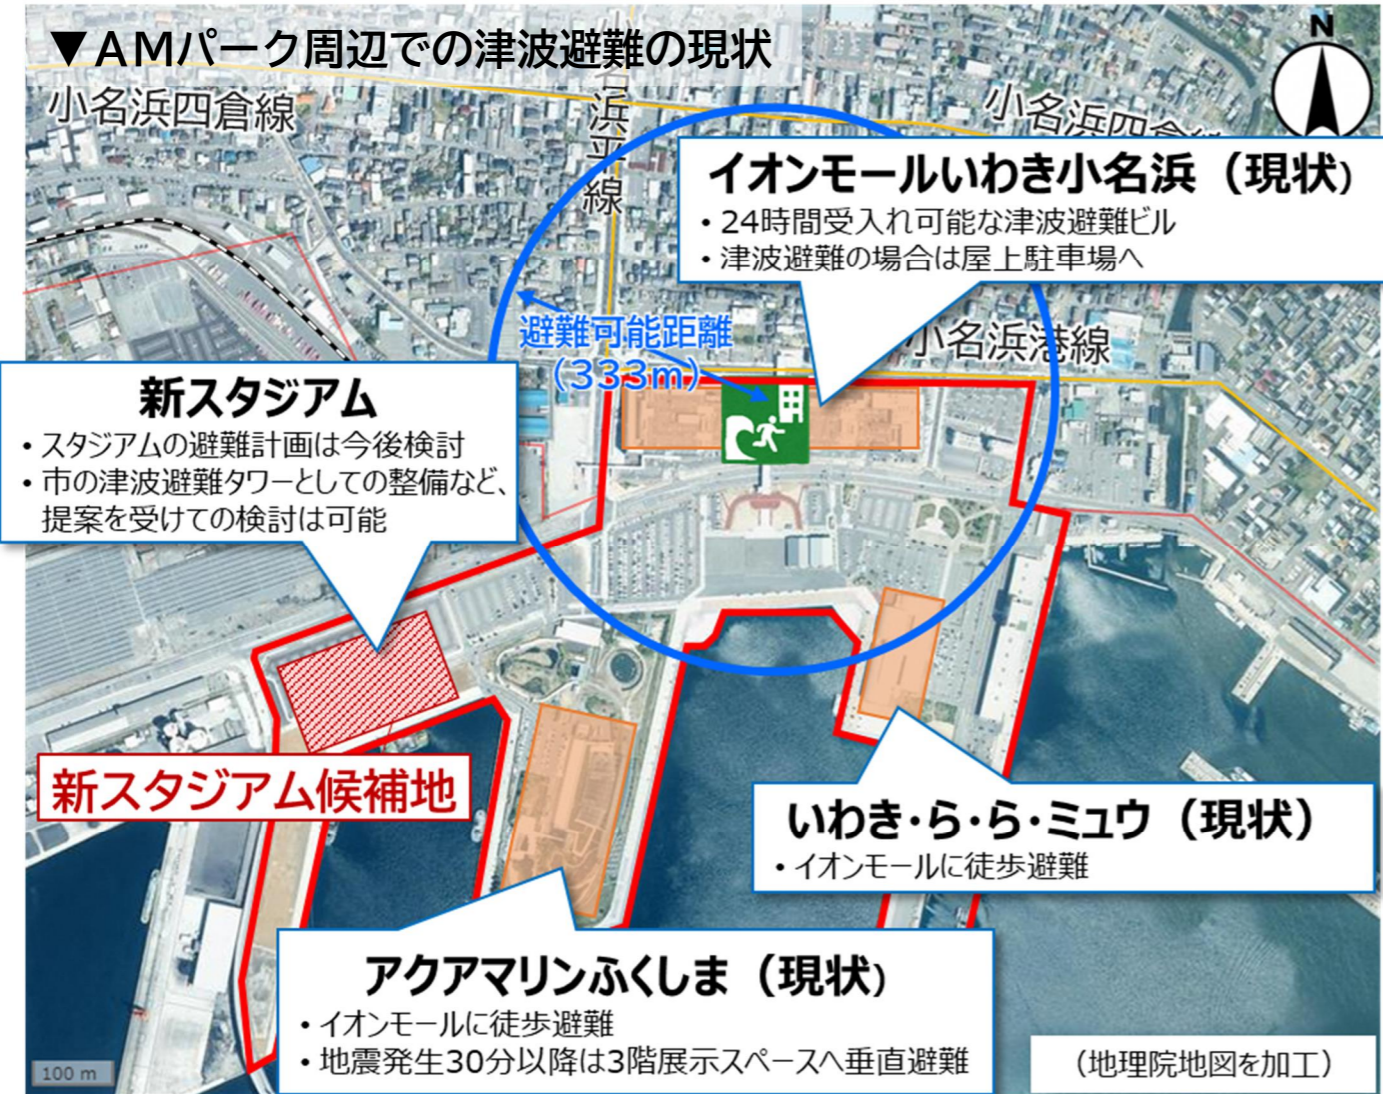 ▼AMパーク周辺での津波避難の現状
N
小名浜四倉線
小名浜四倉線
小名浜平線
イオンモールいわき小名浜（現状）
・24時間受入れ可能な津波避難ビル
・津波避難の場合は屋上駐車場へ
避難可能距離
（333m）
小名浜港線
新スタジアム
・スタジアムの避難計画は今後検討
・市の津波避難タワーとしての整備など、
提案を受けての検討は可能
新スタジアム候補地
いわき・ら・ら・ミュウ（現状）
・イオンモールに徒歩避難
アクアマリンふくしま（現状）
・イオンモールに徒歩避難
・地震発生30分以降は3階展示スペースへ垂直避難
100 m
（地理院地図を加工）